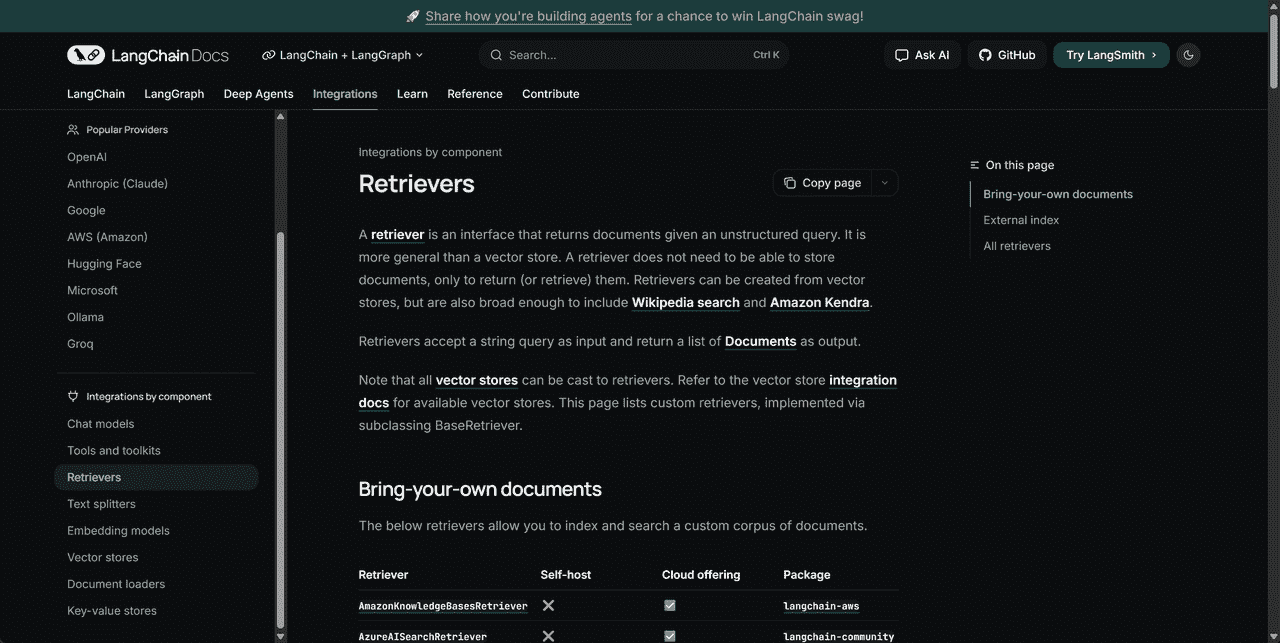 Share how you're building agents for a chance to win LangChain swag!
LangChain Docs
LangChain + LangGraph
Search...
Ctrl K
Ask AI
GitHub
Try LangSmith
LangChain
LangGraph
Deep Agents
Integrations
Learn
Reference
Contribute
Popular Providers
OpenAI
Anthropic (Claude)
Google
AWS (Amazon)
Hugging Face
Microsoft
Ollama
Groq
Integrations by component
Chat models
Tools and toolkits
Retrievers
Text splitters
Embedding models
Vector stores
Document loaders
Key-value stores
Integrations by component
Retrievers
Copy page
A retriever is an interface that returns documents given an unstructured query. It is
more general than a vector store. A retriever does not need to be able to store
documents, only to return (or retrieve) them. Retrievers can be created from vector
stores, but are also broad enough to include Wikipedia search and Amazon Kendra.
Retrievers accept a string query as input and return a list of Documents as output.
Note that all vector stores can be cast to retrievers. Refer to the vector store integration
docs for available vector stores. This page lists custom retrievers, implemented via
subclassing BaseRetriever.
Bring-your-own documents
The below retrievers allow you to index and search a custom corpus of documents.
Retriever Self-host Cloud offering Package
AmazonKnowledgeBasesRetriever langchain-aws
AzureAISearchRetriever langchain-community
On this page
Bring-your-own documents
External index
All retrievers